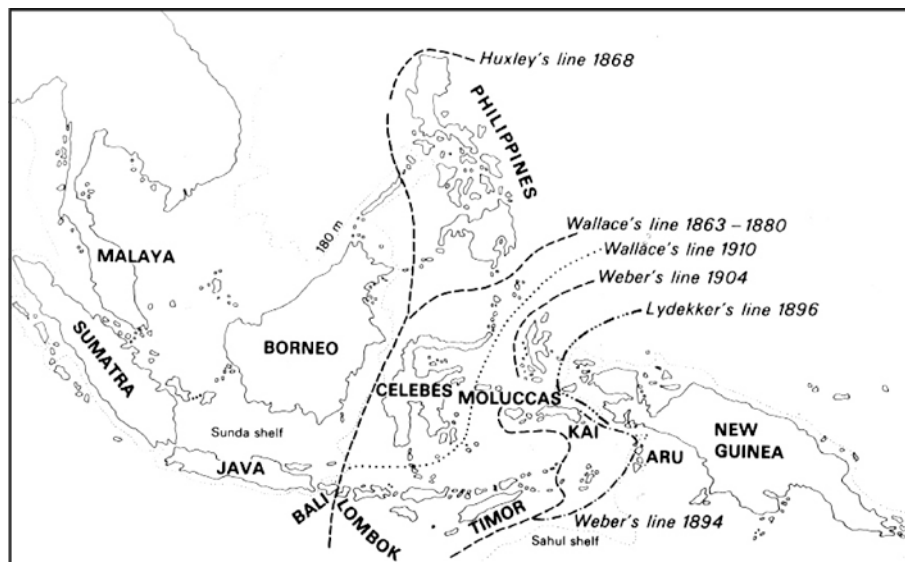 Huxley's line 1868
PHILIPPINES
180 m
Wallace's line 1863 – 1880
Wallace's line 1910
Weber's line 1904
Lydekker's line 1896
MALAYA
SUMATRA
BORNEO
CELEBES
MOLUCCAS
KAI
ARU
NEW
GUINEA
Sunda shelf
JAVA
BALI
LOMBOK
TIMOR
Weber's line 1894
Sahul shelf